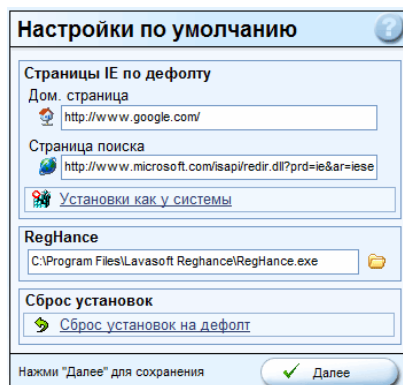 Настройки по умолчанию
?
Страницы IE по дефолту
Дом. страница
http://www.google.com/
Страница поиска
http://www.microsoft.com/isapi/redir.dll?prd=ie&ar=iese
Установки как у системы
RegHance
C:\Program Files\Lavasoft Reghance\RegHance.exe
Сброс установок
Сброс установок на дефолт
Нажми "Далее" для сохранения
Далее